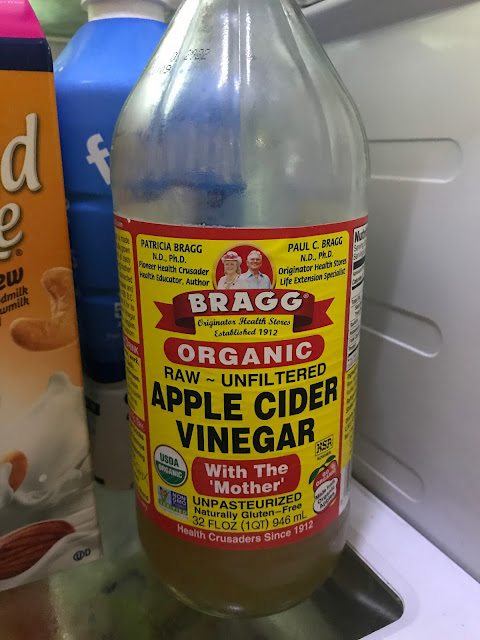 PATRICIA BRAGG
N.D., Ph.D.
Pioneer Health Crusader
Health Educator, Author
PAUL C. BRAGG
N.D., Ph.D.
Originator Health Stores
Life Extension Specialist
BRAGG
Originator Health Stores
Established 1912
ORGANIC
RAW ~ UNFILTERED
APPLE CIDER
VINEGAR
USDA
ORGANIC
With The
'Mother'
UNPASTEURIZED
Naturally Gluten-Free
32 FLOZ (1QT) 946 mL
Health Crusaders Since 1912